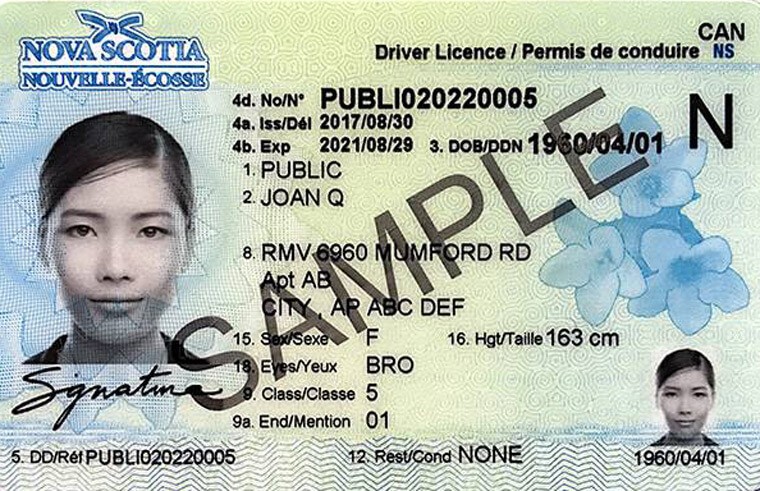 NOVA SCOTIA
NOUVELLE-ÉCOSSE
CAN
Driver Licence / Permis de conduire NS
4d. No/N° PUBLI020220005
4a. Iss/Dél 2017/08/30
4b. Exp 2021/08/29 3. DOB/DDN 1960/04/01 N
1. PUBLIC
2. JOAN Q
8. RMV 6960 MUMFORD RD
Apt AB
CITY , AP ABC DEF
15. Sex/Sexe F 16. Hgt/Taille 163 cm
18. Eyes/Yeux BRO
9. Class/Classe 5
9a. End/Mention 01
Signature
5. DD/Réf PUBLI020220005 12. Rest/Cond NONE 1960/04/01
SAMPLE